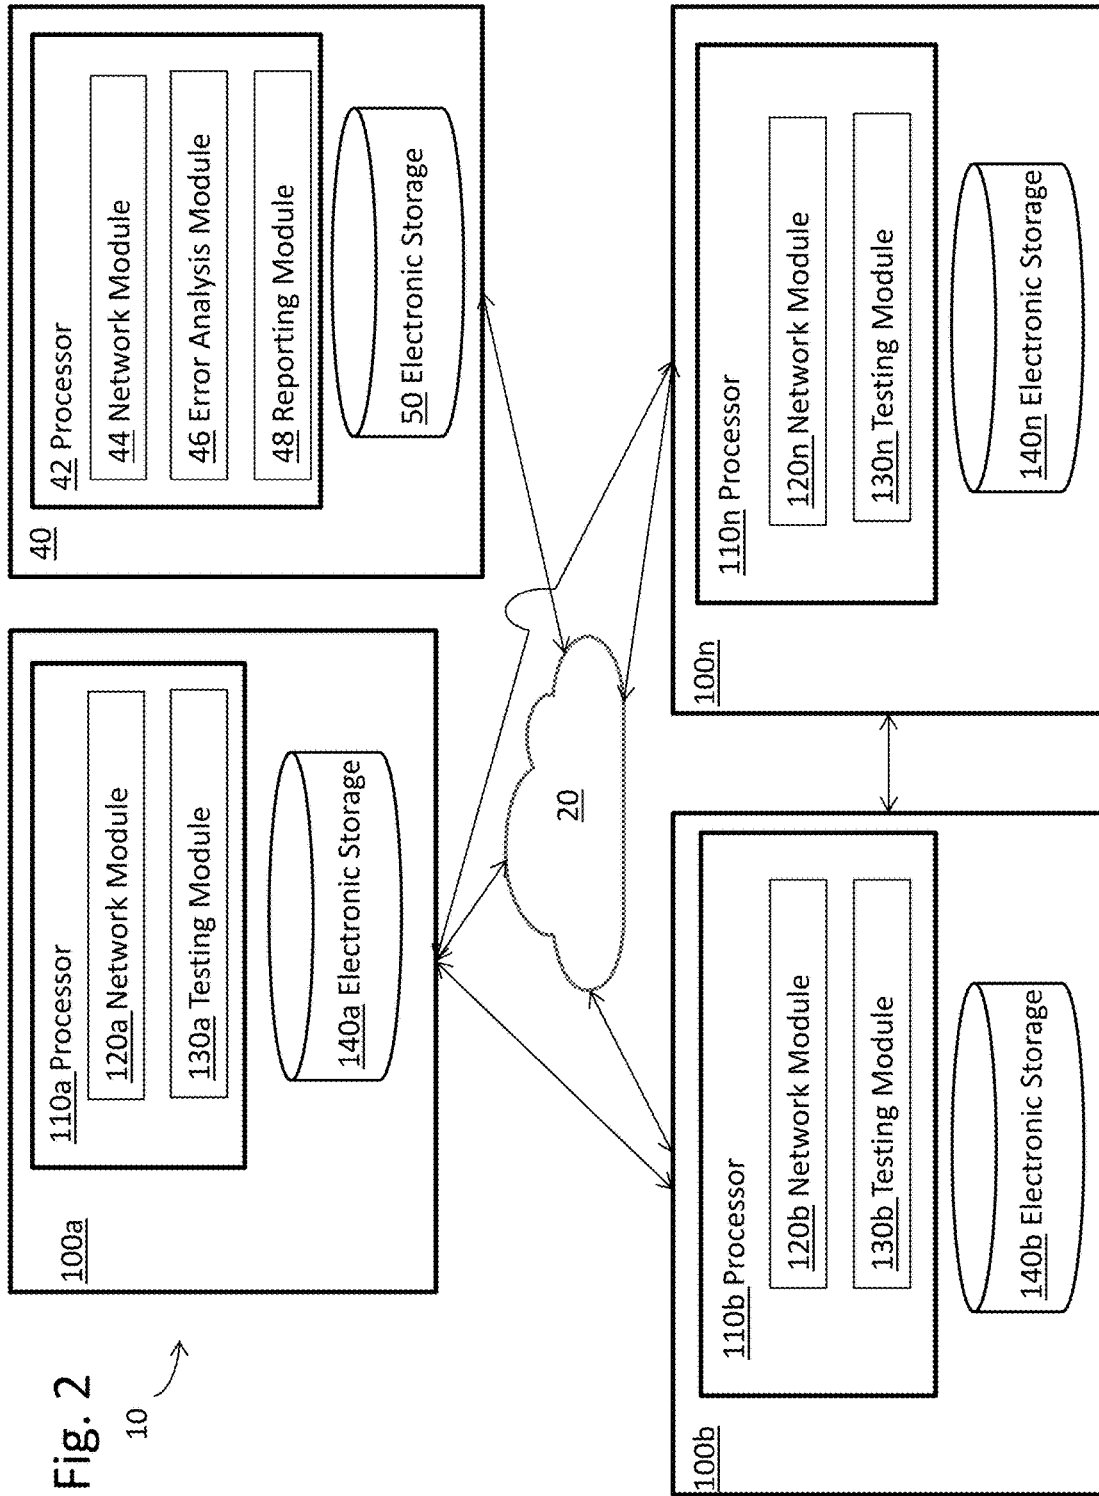 Fig. 2
10
100a
110a Processor
120a Network Module
130a Testing Module
140a Electronic Storage
40
42 Processor
44 Network Module
46 Error Analysis Module
48 Reporting Module
50 Electronic Storage
20
100b
110b Processor
120b Network Module
130b Testing Module
140b Electronic Storage
100n
110n Processor
120n Network Module
130n Testing Module
140n Electronic Storage